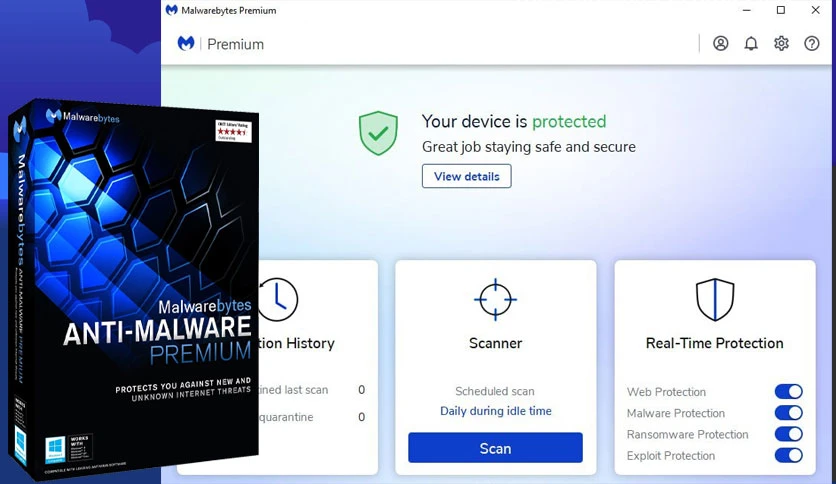 Malwarebytes Premium
Premium
Your device is protected
Great job staying safe and secure
View details
tion History
ined last scan 0
quarantine 0
Scanner
Scheduled scan
Daily during idle time
Scan
Real-Time Protection
Web Protection
Malware Protection
Ransomware Protection
Exploit Protection
Malwarebytes
Malwarebytes
ANTI-MALWARE
PREMIUM
PROTECTS YOU AGAINST NEW AND
UNKNOWN INTERNET THREATS
WORKS
WITH
Malwarebytes ANTI-MALWARE PREMIUM